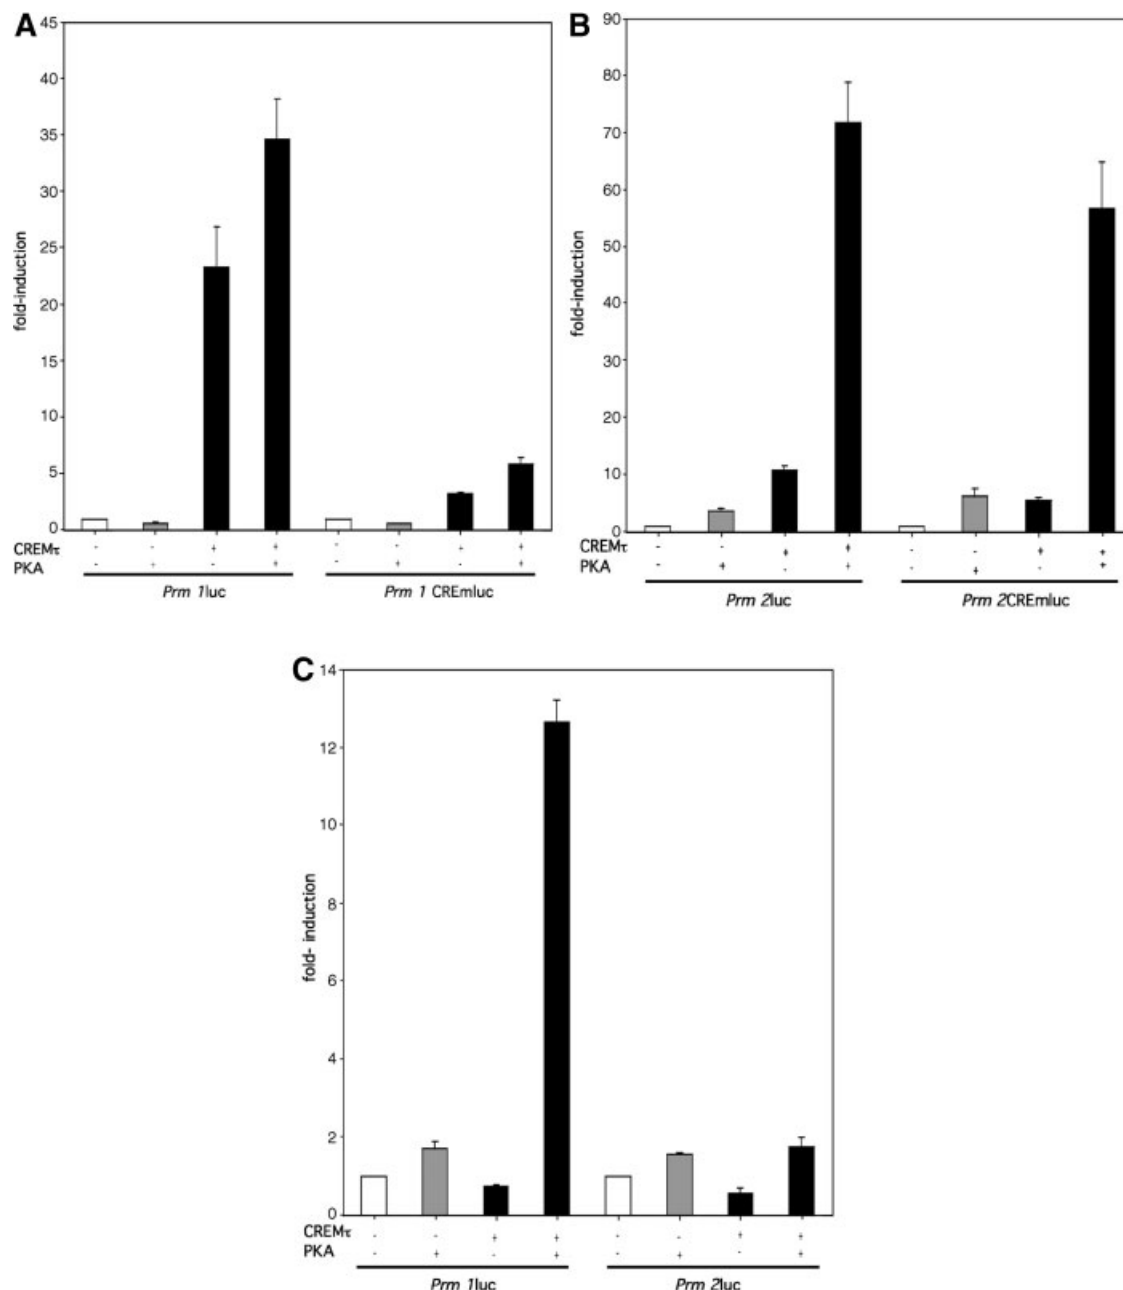 A
fold-induction
45
40
35
30
25
20
15
10
5
0
CREMτ - - + + - - + +
PKA - + - + - + - +
Prm 1luc Prm 1 CREmluc
B
fold-induction
90
80
70
60
50
40
30
20
10
0
CREMτ - - + + - - + +
PKA - + - + - + - +
Prm 2luc Prm 2CREmluc
C
fold- induction
14
12
10
8
6
4
2
0
CREMτ - - + + - - + +
PKA - + - + - + - +
Prm 1luc Prm 2luc